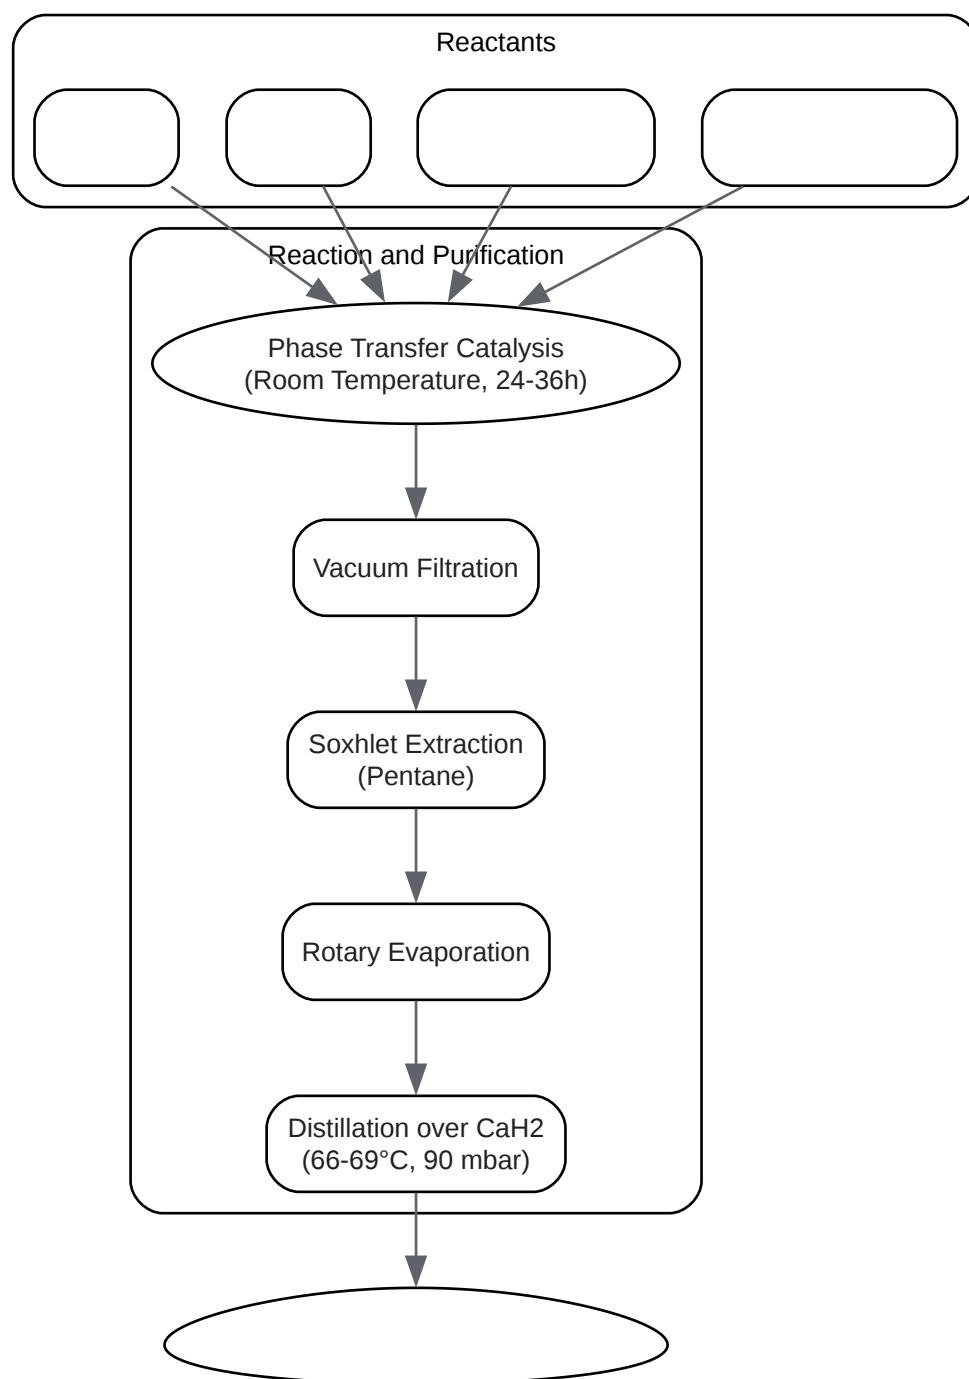 Reactants
Reaction and Purification
Phase Transfer Catalysis
(Room Temperature, 24-36h)
Vacuum Filtration
Soxhlet Extraction
(Pentane)
Rotary Evaporation
Distillation over CaH2
(66-69°C, 90 mbar)